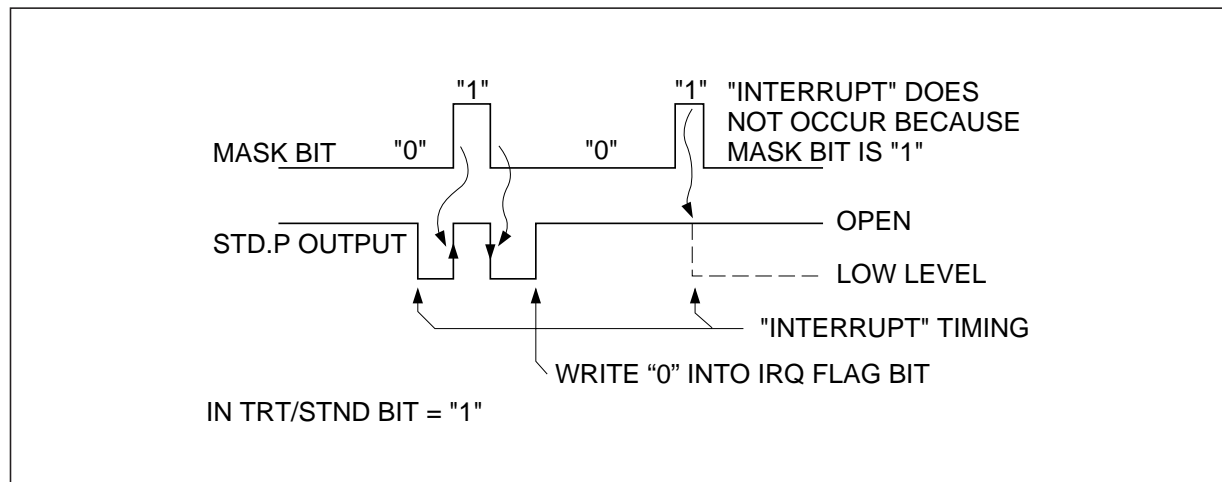 "1"
"1"
"INTERRUPT" DOES
NOT OCCUR BECAUSE
MASK BIT IS "1"
MASK BIT
"0"
"0"
STD.P OUTPUT
OPEN
LOW LEVEL
"INTERRUPT" TIMING
WRITE “0” INTO IRQ FLAG BIT
IN TRT/STND BIT = "1"